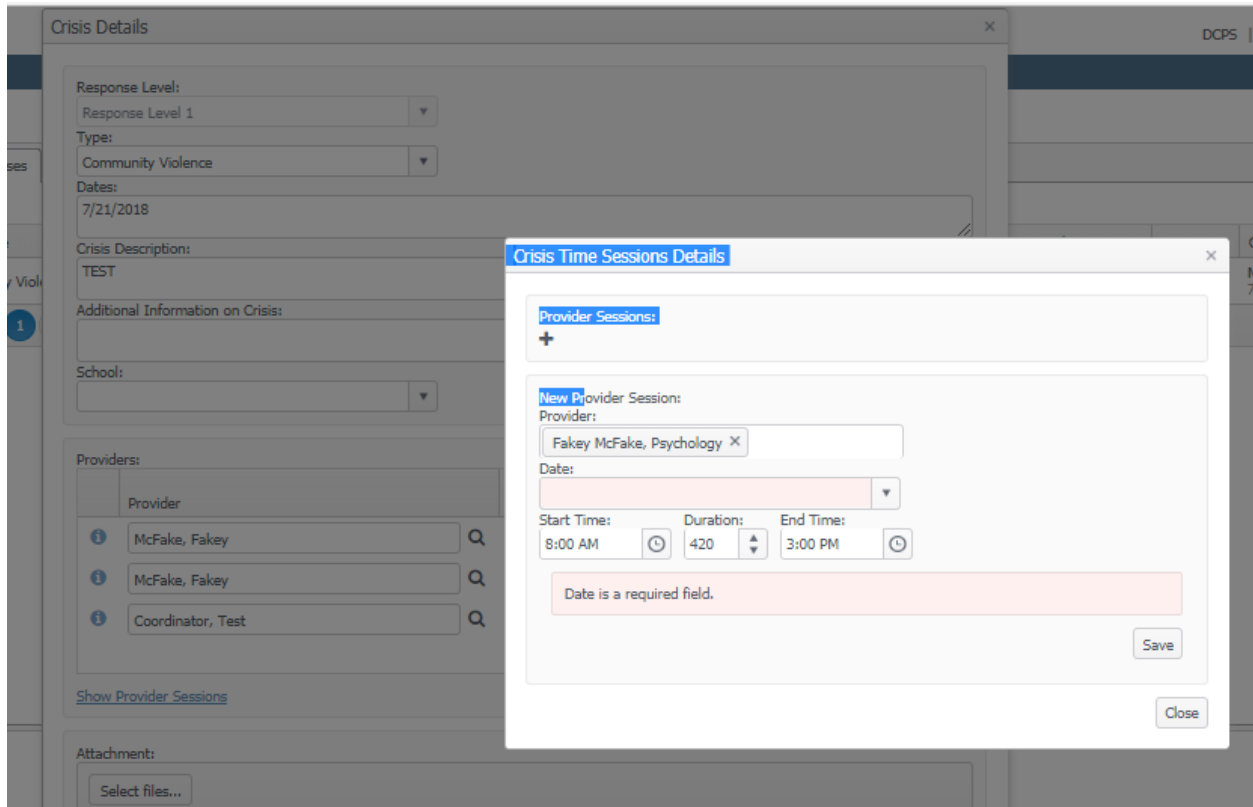 Crisis Details
DCPS |
Response Level:
Response Level 1
Type:
Community Violence
ses
Dates:
7/21/2018
Crisis Description:
TEST
y Viol
1
Additional Information on Crisis:
School:
Providers:
Provider
McFake, Fakey
McFake, Fakey
Coordinator, Test
Show Provider Sessions
Attachment:
Select files...
Crisis Time Sessions Details
Provider Sessions:
New Provider Session:
Provider:
Fakey McFake, Psychology
Date:
Start Time: Duration: End Time:
8:00 AM 420 3:00 PM
Date is a required field.
Save
Close